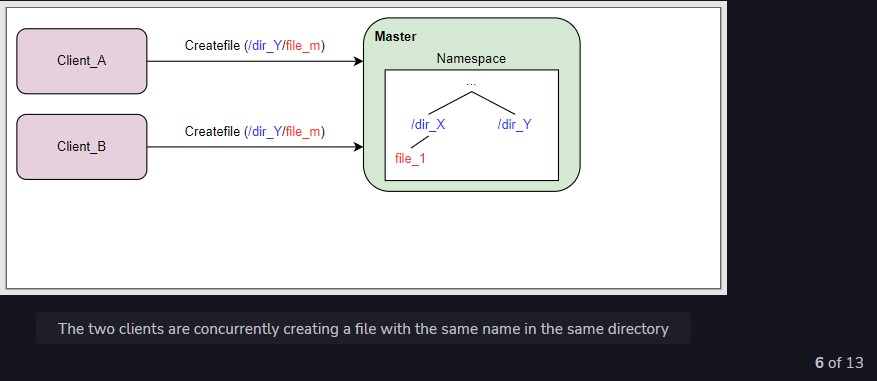 Client_A
Createfile (/dir_Y/file_m)
Client_B
Createfile (/dir_Y/file_m)
Master
Namespace
...
/dir_X
/dir_Y
file_1
The two clients are concurrently creating a file with the same name in the same directory
6 of 13